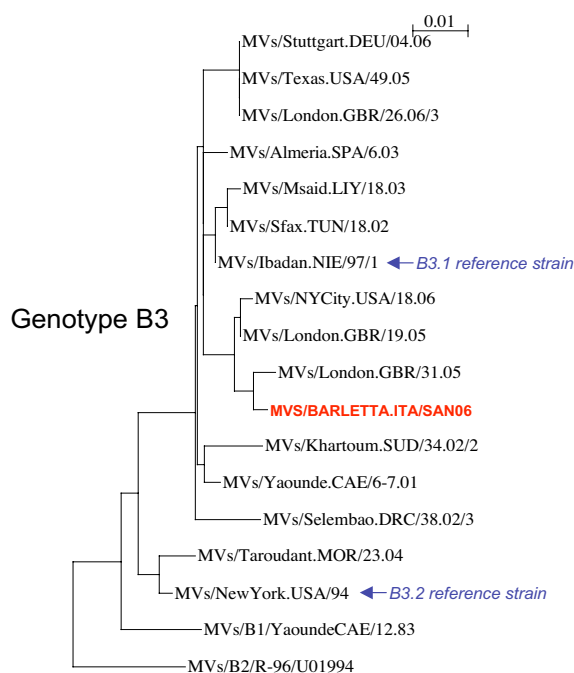 0.01
MVs/Stuttgart.DEU/04.06
MVs/Texas.USA/49.05
MVs/London.GBR/26.06/3
MVs/Almeria.SPA/6.03
MVs/Msaid.LIY/18.03
MVs/Sfax.TUN/18.02
MVs/Ibadan.NIE/97/1 B3.1 reference strain
MVs/NYCity.USA/18.06
Genotype B3
MVs/London.GBR/19.05
MVs/London.GBR/31.05
MVS/BARLETTA.ITA/SAN06
MVs/Khartoum.SUD/34.02/2
MVs/Yaounde.CAE/6-7.01
MVs/Selembao.DRC/38.02/3
MVs/Taroudant.MOR/23.04
MVs/NewYork.USA/94 B3.2 reference strain
MVs/B1/YaoundeCAE/12.83
MVs/B2/R-96/U01994